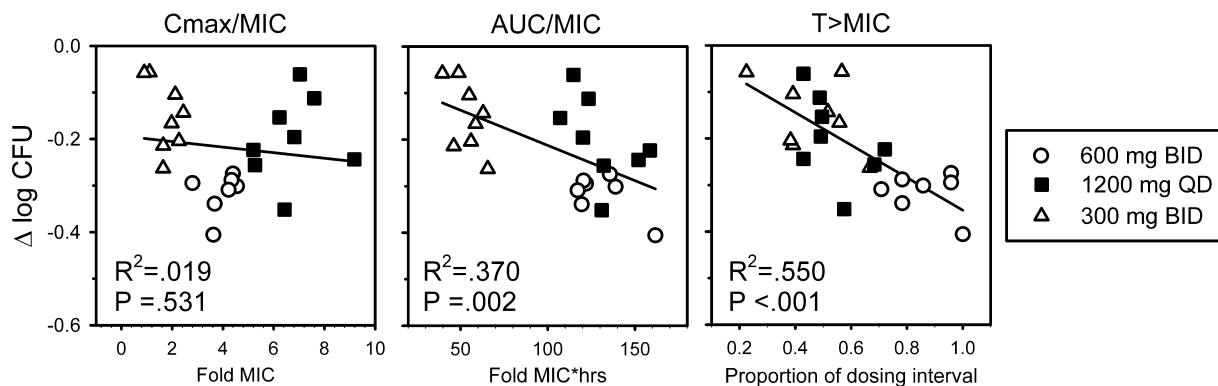 Cmax/MIC
AUC/MIC
T>MIC
0.0
-0.2
-0.4
-0.6
Δ log CFU
R²=.019
P =.531
R²=.370
P =.002
R²=.550
P <.001
0 2 4 6 8 10
50 100 150
0.2 0.4 0.6 0.8 1.0
Fold MIC
Fold MIC*hrs
Proportion of dosing interval
600 mg BID
1200 mg QD
300 mg BID